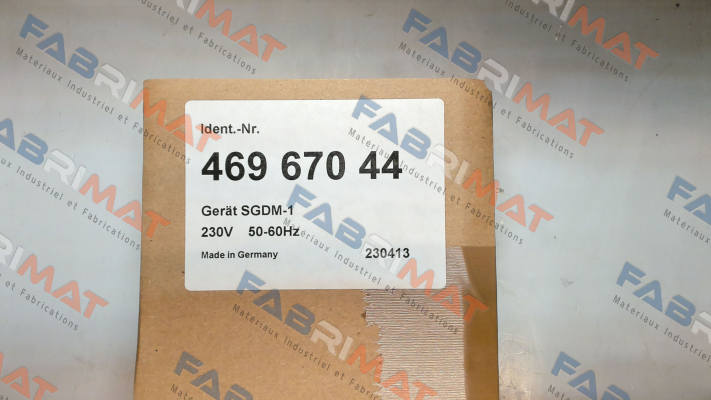 Ident.-Nr.
469 670 44
Gerät SGDM-1
230V 50-60Hz
Made in Germany 230413
FABRIMAT
Matériaux Industriel et Fabrications